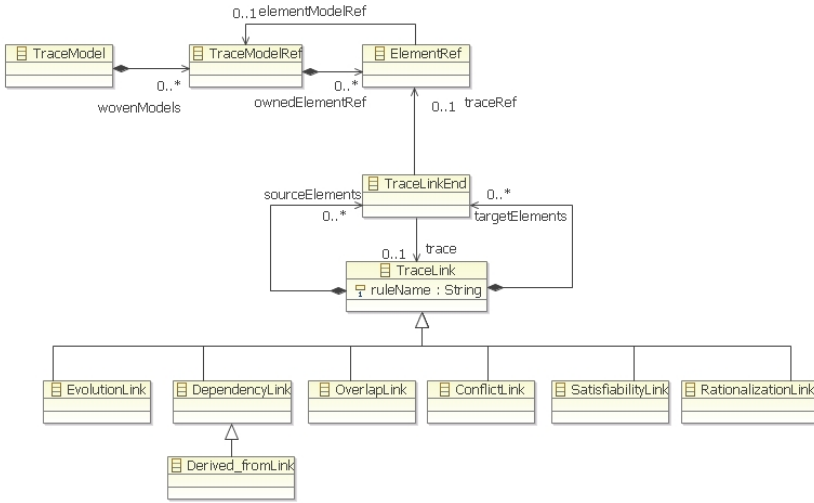 0..1 elementModelRef
TraceModel
TraceModelRef
ElementRef
0..*
0..*
wovenModels
ownedElementRef
0..1
traceRef
TraceLinkEnd
sourceElements
0..*
0..*
targetElements
0..1
trace
TraceLink
ruleName : String
EvolutionLink
DependencyLink
OverlapLink
ConflictLink
SatisfiabilityLink
RationalizationLink
Derived_fromLink